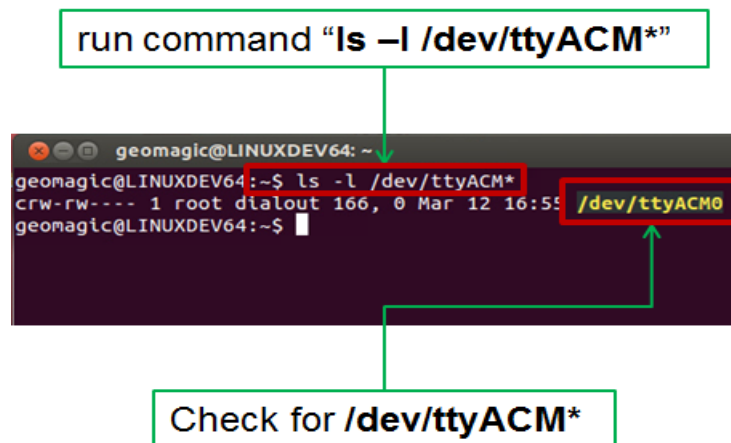 run command “ls –l /dev/ttyACM*”
geomagic@LINUXDEV64: ~
geomagic@LINUXDEV64:~$ ls -l /dev/ttyACM*
crw-rw---- 1 root dialout 166, 0 Mar 12 16:55 /dev/ttyACM0
geomagic@LINUXDEV64:~$
Check for /dev/ttyACM*